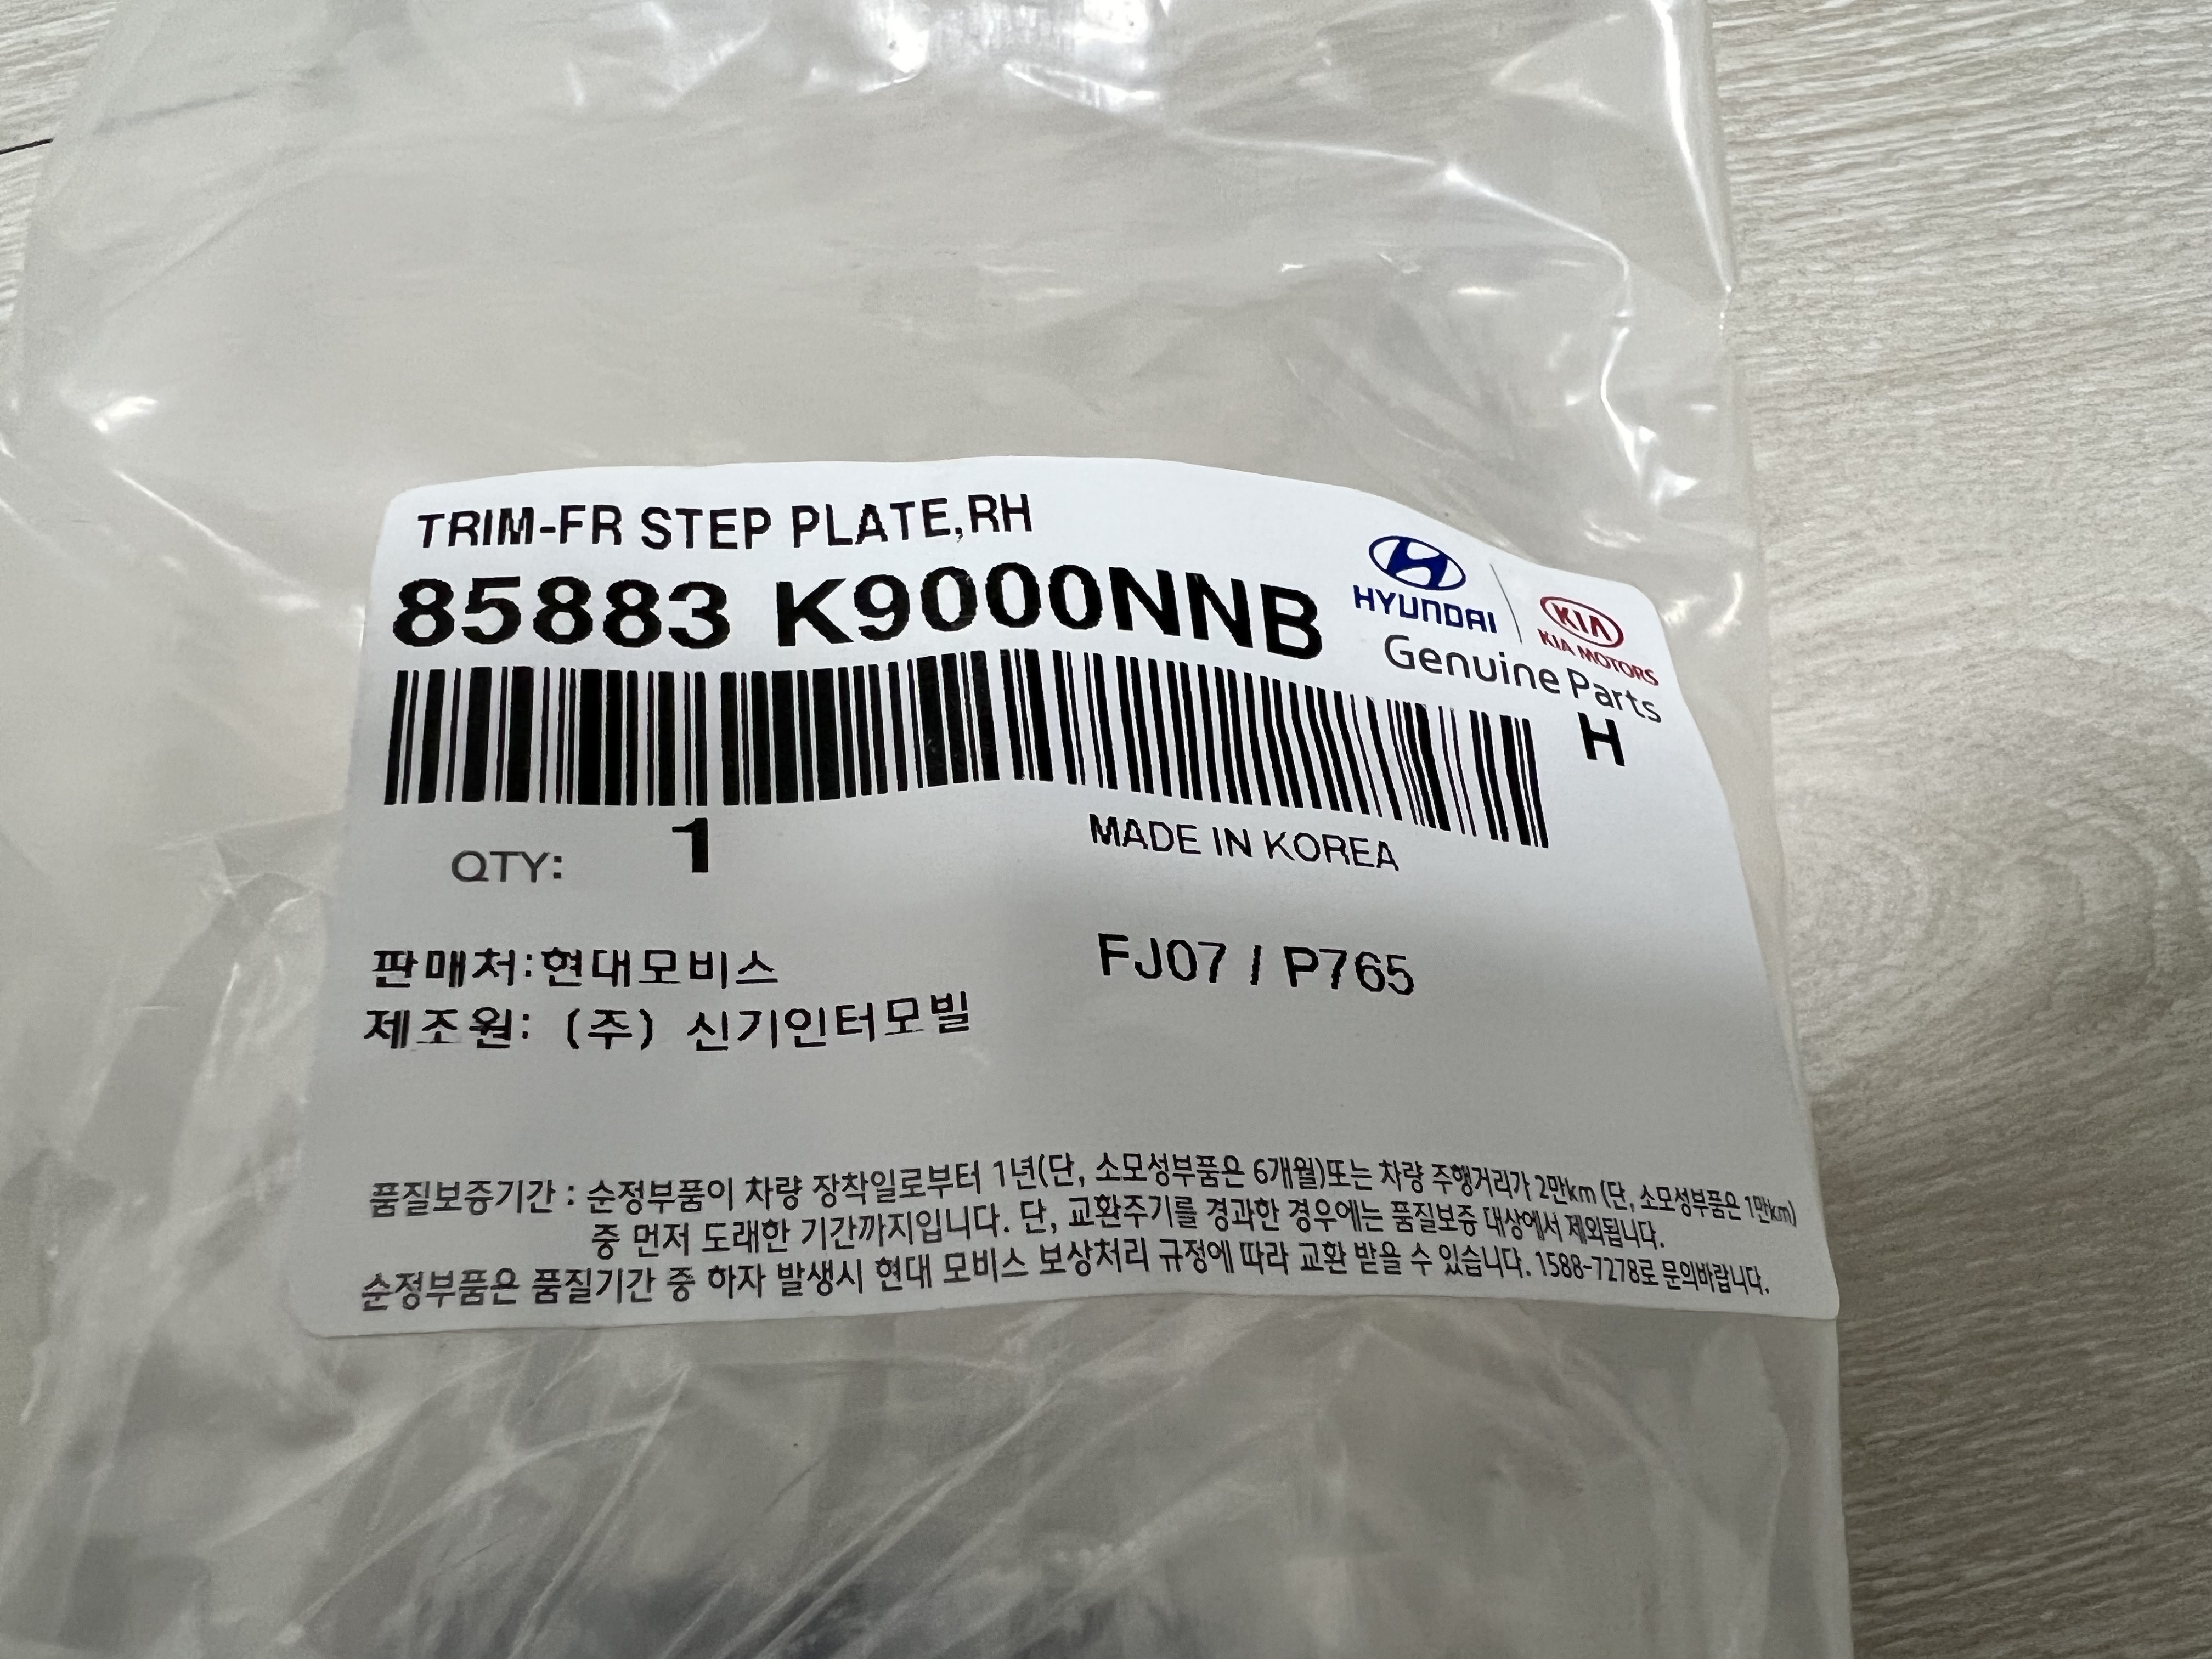 TRIM-FR STEP PLATE,RH
85883 K9000NNB
HYUNDAI
KIA
KIA MOTORS
Genuine Parts
H
QTY: 1
MADE IN KOREA
판매처:현대모비스
FJ07 / P765
제조원: (주) 신기인터모빌
품질보증기간 : 순정부품이 차량 장착일로부터 1년(단, 소모성부품은 6개월)또는 차량 주행거리가 2만km (단, 소모성부품은 1만km)
중 먼저 도래한 기간까지입니다. 단, 교환주기를 경과한 경우에는 품질보증 대상에서 제외됩니다.
순정부품은 품질기간 중 하자 발생시 현대 모비스 보상처리 규정에 따라 교환 받을 수 있습니다. 1588-7278로 문의바랍니다.